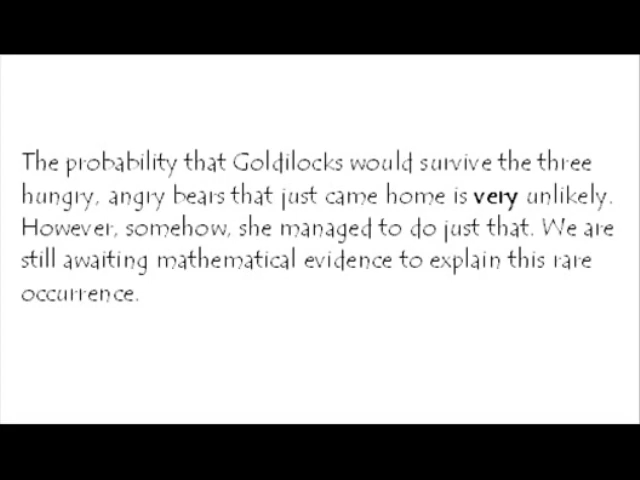 The probability that Goldilocks would survive the three
hungry, angry bears that just came home is very unlikely.
However, somehow, she managed to do just that. We are
still awaiting mathematical evidence to explain this rare
occurrence.